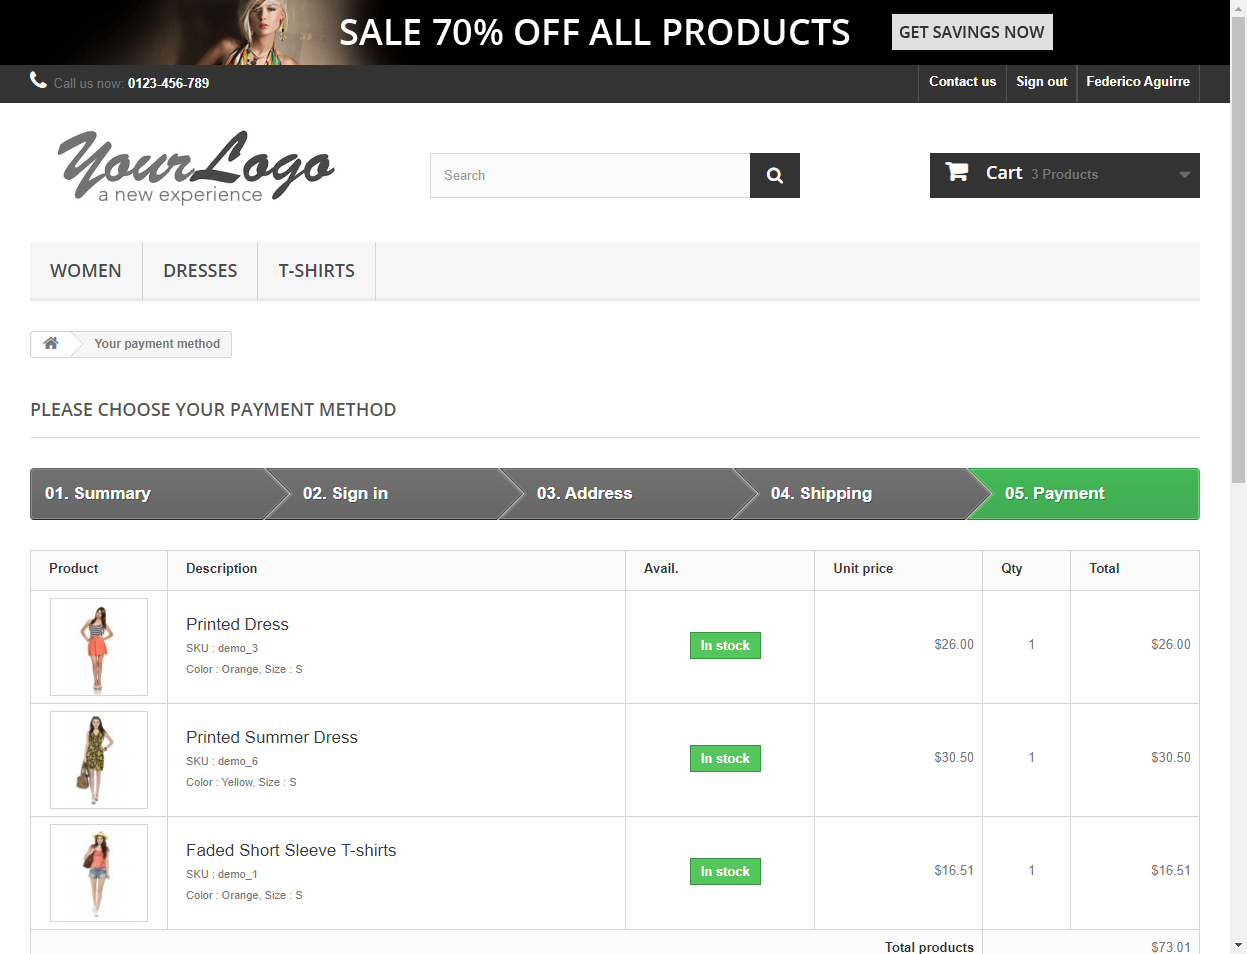 SALE 70% OFF ALL PRODUCTS
GET SAVINGS NOW
Call us now: 0123-456-789
Contact us
Sign out
Federico Aguirre
YourLogo
a new experience
Search
Cart 3 Products
WOMEN
DRESSES
T-SHIRTS
Your payment method
PLEASE CHOOSE YOUR PAYMENT METHOD
01. Summary
02. Sign in
03. Address
04. Shipping
05. Payment
Product
Description
Avail.
Unit price
Qty
Total
Printed Dress
SKU : demo_3
Color : Orange, Size : S
In stock
$26.00
1
$26.00
Printed Summer Dress
SKU : demo_6
Color : Yellow, Size : S
In stock
$30.50
1
$30.50
Faded Short Sleeve T-shirts
SKU : demo_1
Color : Orange, Size : S
In stock
$16.51
1
$16.51
Total products
$73.01